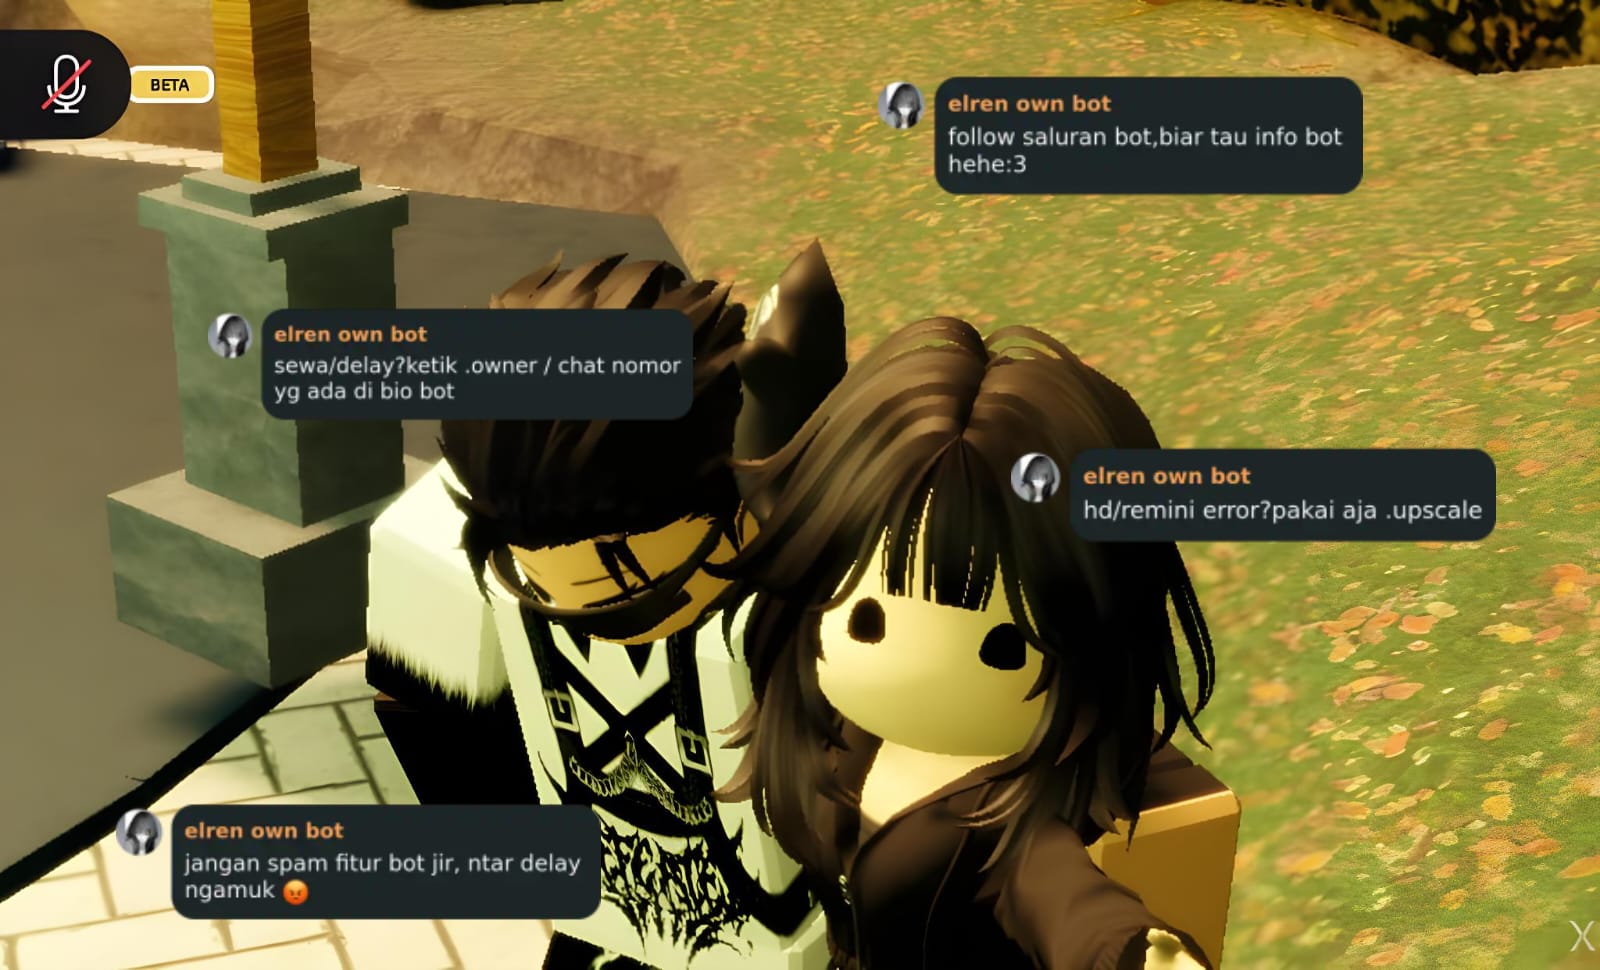 BETA
elren own bot
follow saluran bot,biar tau info bot
hehe:3
elren own bot
sewa/delay?ketik .owner / chat nomor
yg ada di bio bot
elren own bot
hd/remini error?pakai aja .upscale
elren own bot
jangan spam fitur bot jir, ntar delay
ngamuk 😡
X